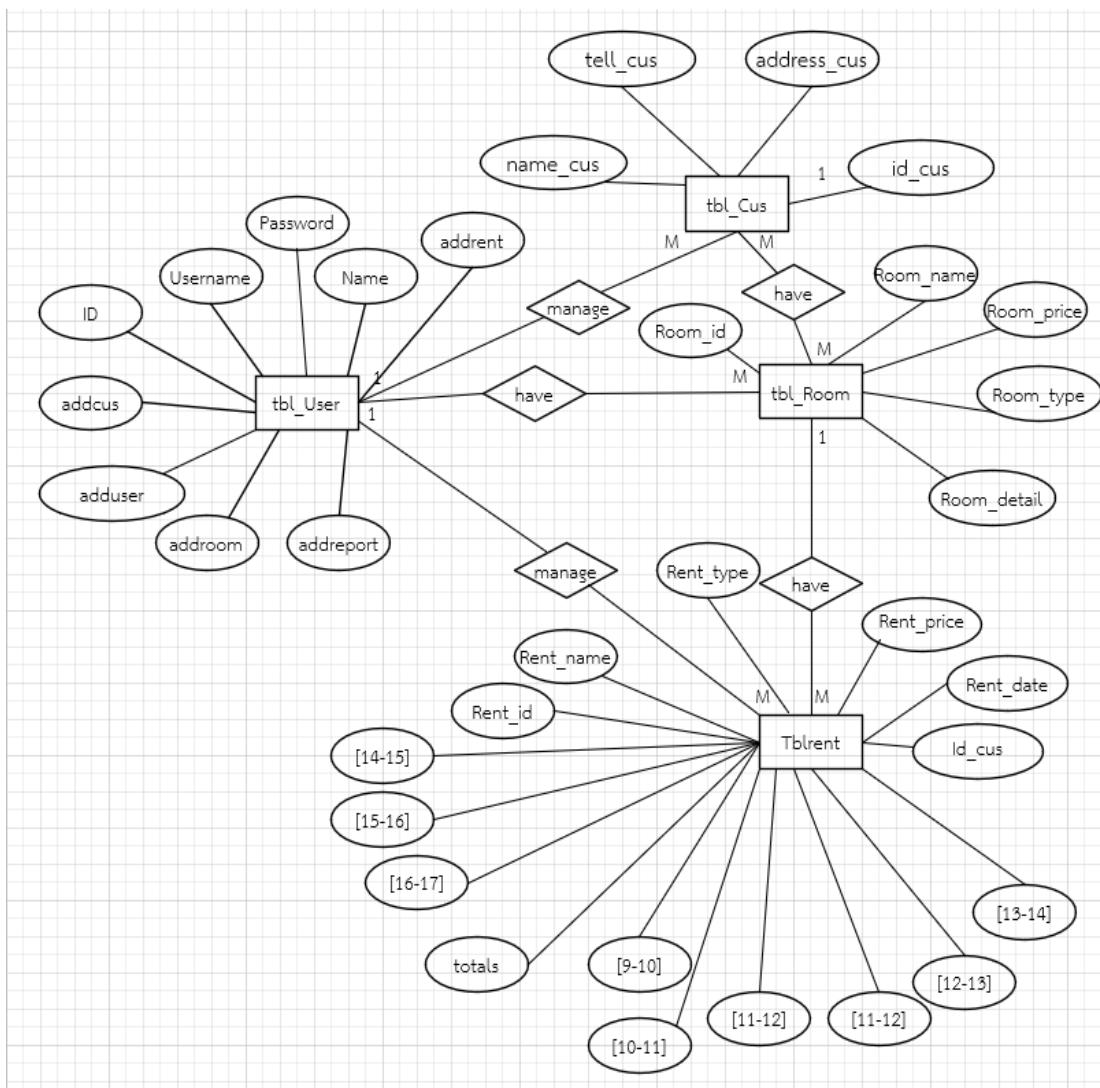 tell_cus
address_cus
name_cus
id_cus
1
tbl_Cus
Password
addrent
M
M
Username
Name
Room_name
have
manage
ID
Room_id
Room_price
M
1
M
addcus
tbl_User
have
tbl_Room
Room_type
1
1
adduser
Room_detail
addroom
addreport
manage
Rent_type
have
Rent_price
Rent_name
Rent_date
M
M
Rent_id
Tblrent
Id_cus
[14-15]
[15-16]
[16-17]
[13-14]
totals
[9-10]
[12-13]
[11-12]
[11-12]
[10-11]